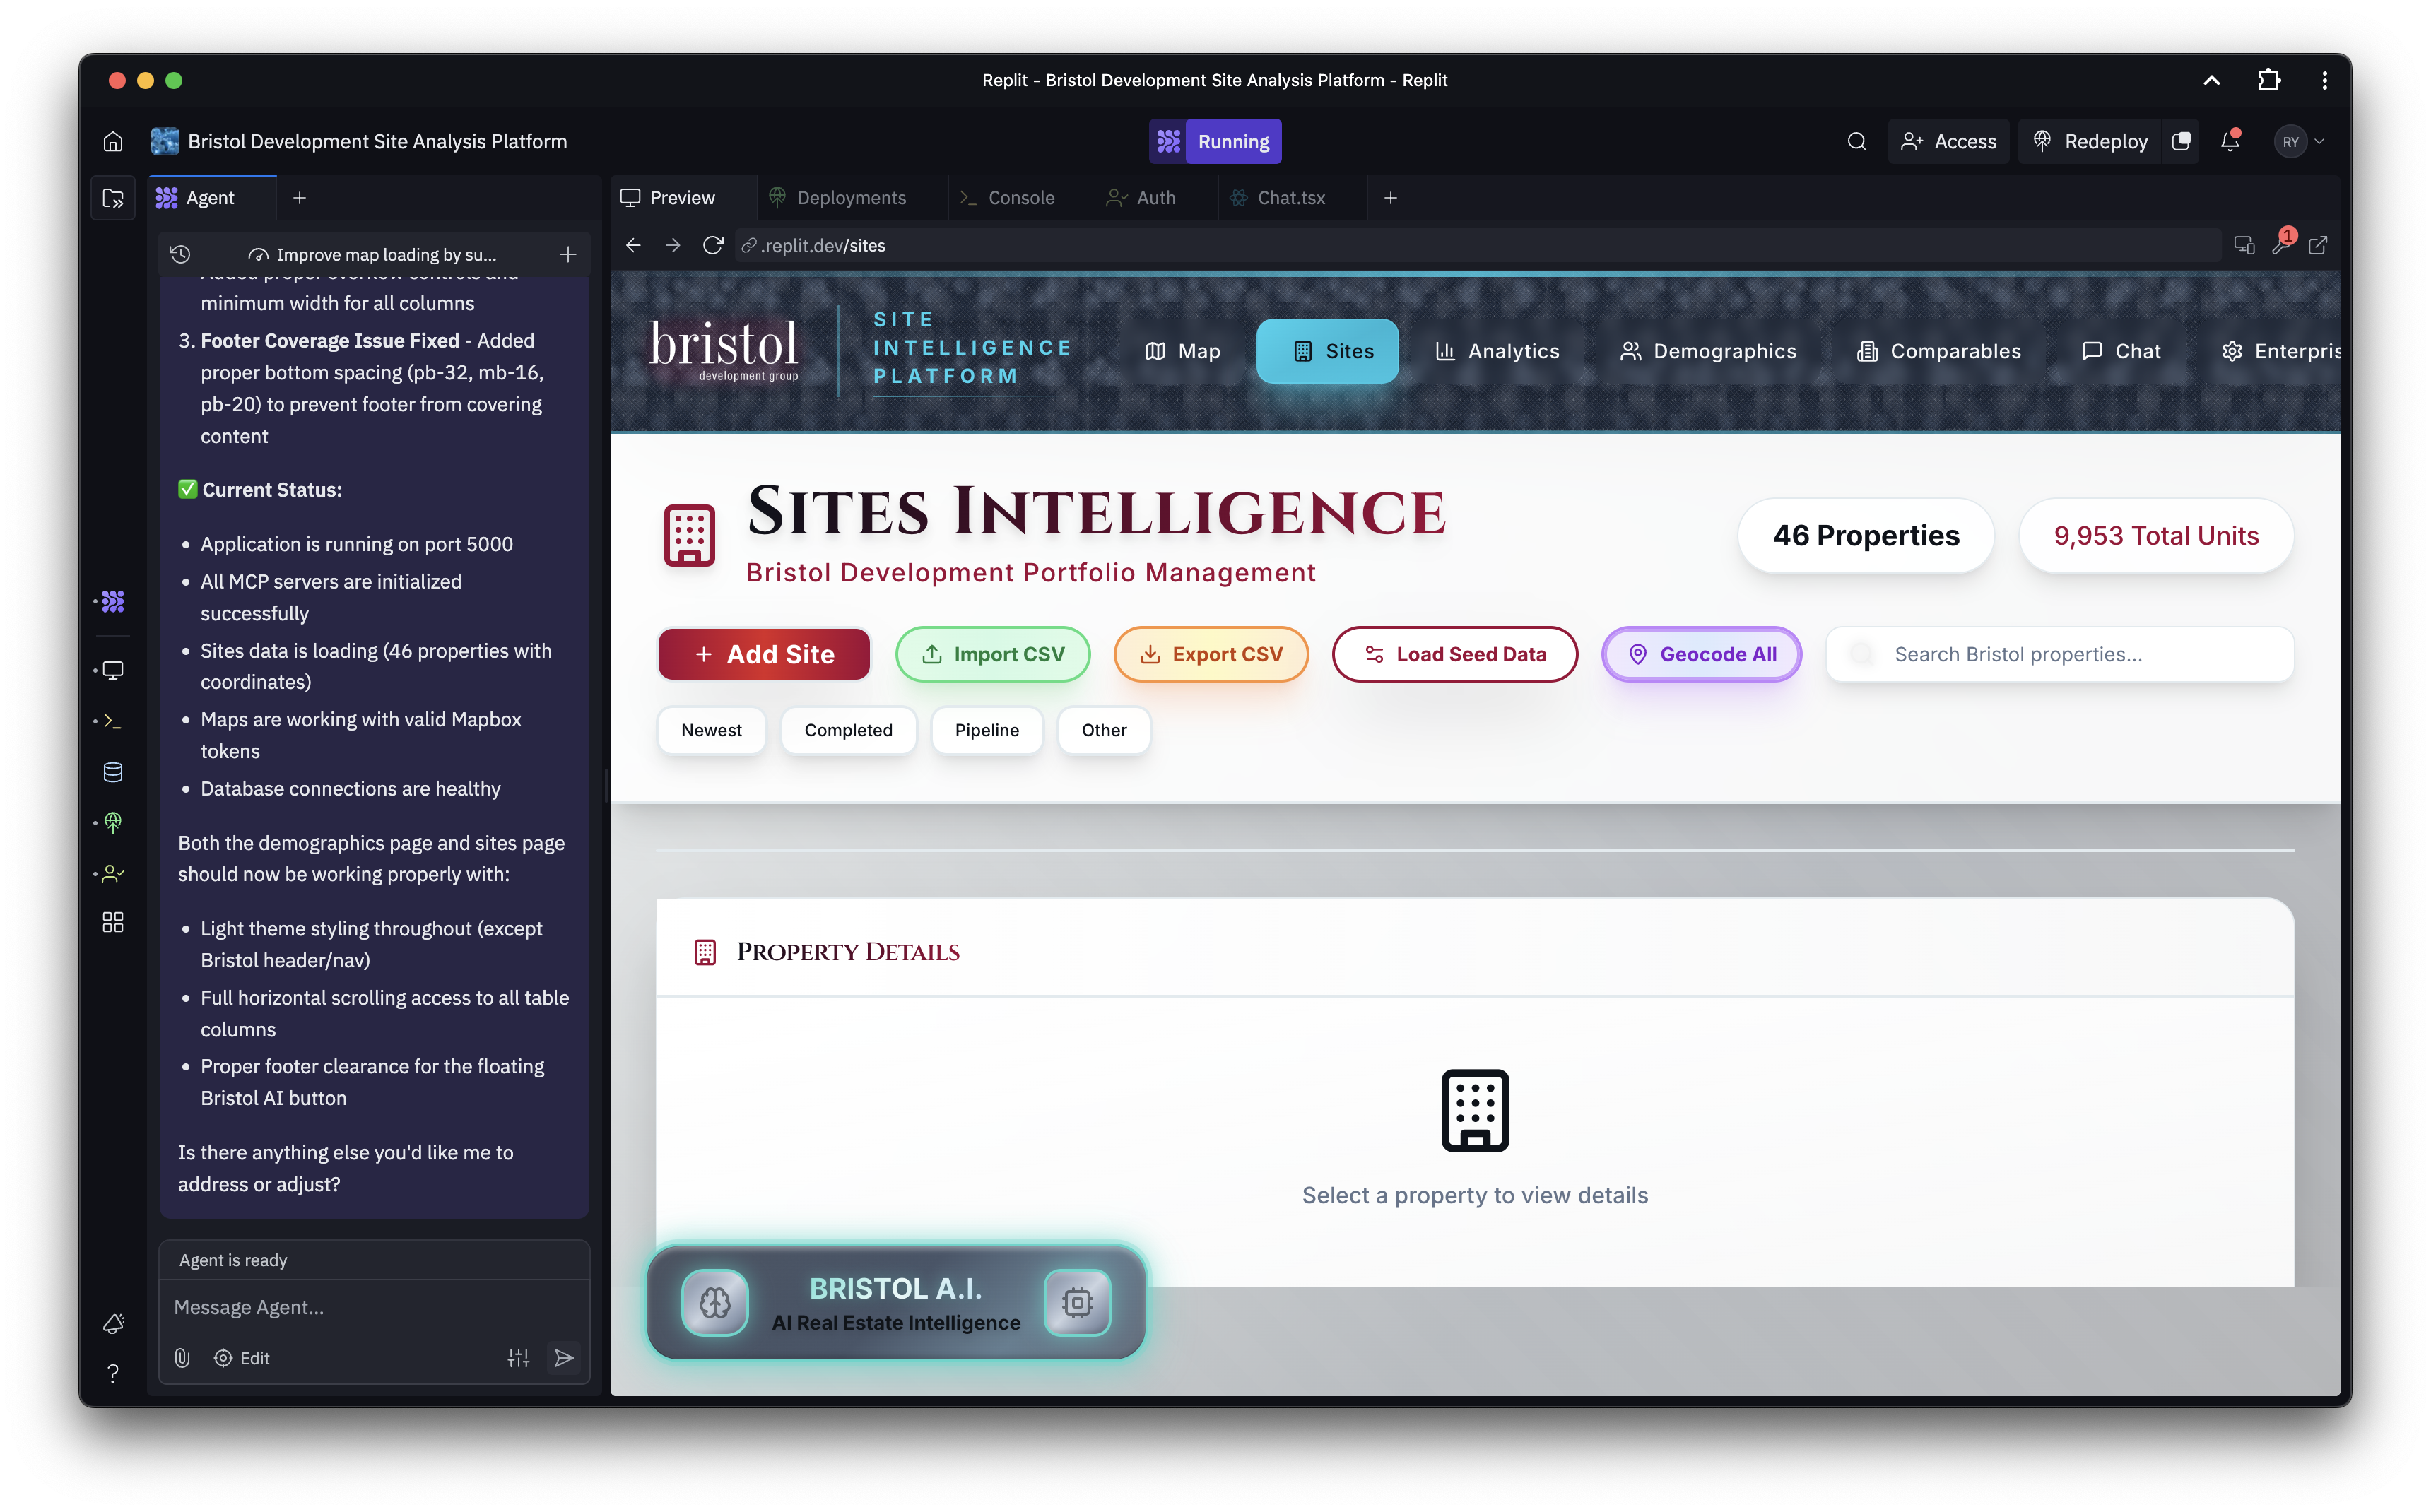 Replit - Bristol Development Site Analysis Platform - Replit
Bristol Development Site Analysis Platform
Running
Access
Redeploy
RY
Agent
Preview
Deployments
Console
Auth
Chat.tsx
Improve map loading by su...
.replit.dev/sites
1
Added proper overflow controls and
minimum width for all columns
3. Footer Coverage Issue Fixed - Added
proper bottom spacing (pb-32, mb-16,
pb-20) to prevent footer from covering
content
✅ Current Status:
• Application is running on port 5000
• All MCP servers are initialized
successfully
• Sites data is loading (46 properties with
coordinates)
• Maps are working with valid Mapbox
tokens
• Database connections are healthy
Both the demographics page and sites page
should now be working properly with:
• Light theme styling throughout (except
Bristol header/nav)
• Full horizontal scrolling access to all table
columns
• Proper footer clearance for the floating
Bristol AI button
Is there anything else you'd like me to
address or adjust?
Agent is ready
Message Agent...
Edit
bristol
development group
SITE
INTELLIGENCE
PLATFORM
Map
Sites
Analytics
Demographics
Comparables
Chat
Enterpris
Sites Intelligence
Bristol Development Portfolio Management
46 Properties
9,953 Total Units
Add Site
Import CSV
Export CSV
Load Seed Data
Geocode All
Search Bristol properties...
Newest
Completed
Pipeline
Other
Property Details
Select a property to view details
BRISTOL A.I.
AI Real Estate Intelligence